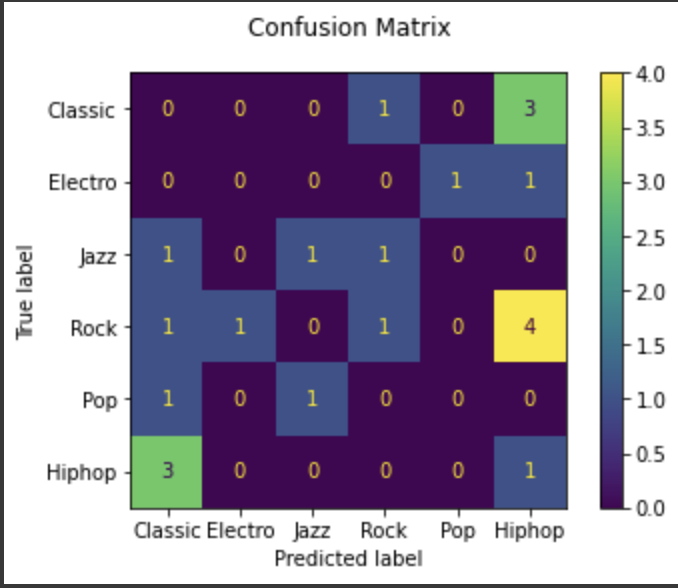 Confusion Matrix
Classic 0 0 0 1 0 3
Electro 0 0 0 0 1 1
Jazz 1 0 1 1 0 0
Rock 1 1 0 1 0 4
Pop 1 0 1 0 0 0
Hiphop 3 0 0 0 0 1
Classic Electro Jazz Rock Pop Hiphop
Predicted label
True label
4.0
3.5
3.0
2.5
2.0
1.5
1.0
0.5
0.0